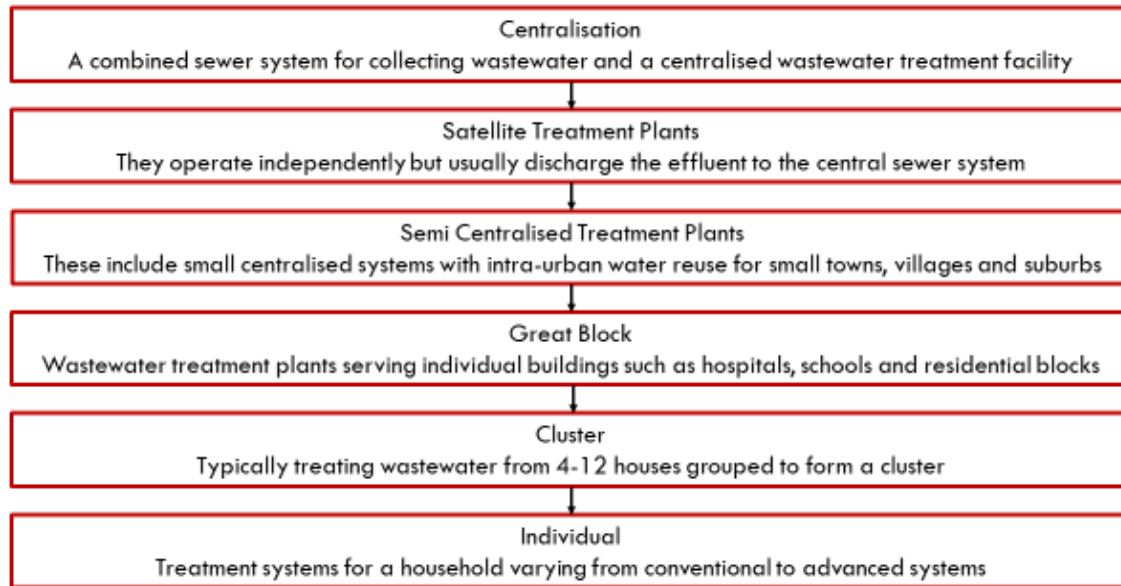 Centralisation
A combined sewer system for collecting wastewater and a centralised wastewater treatment facility
Satellite Treatment Plants
They operate independently but usually discharge the effluent to the central sewer system
Semi Centralised Treatment Plants
These include small centralised systems with intra-urban water reuse for small towns, villages and suburbs
Great Block
Wastewater treatment plants serving individual buildings such as hospitals, schools and residential blocks
Cluster
Typically treating wastewater from 4-12 houses grouped to form a cluster
Individual
Treatment systems for a household varying from conventional to advanced systems